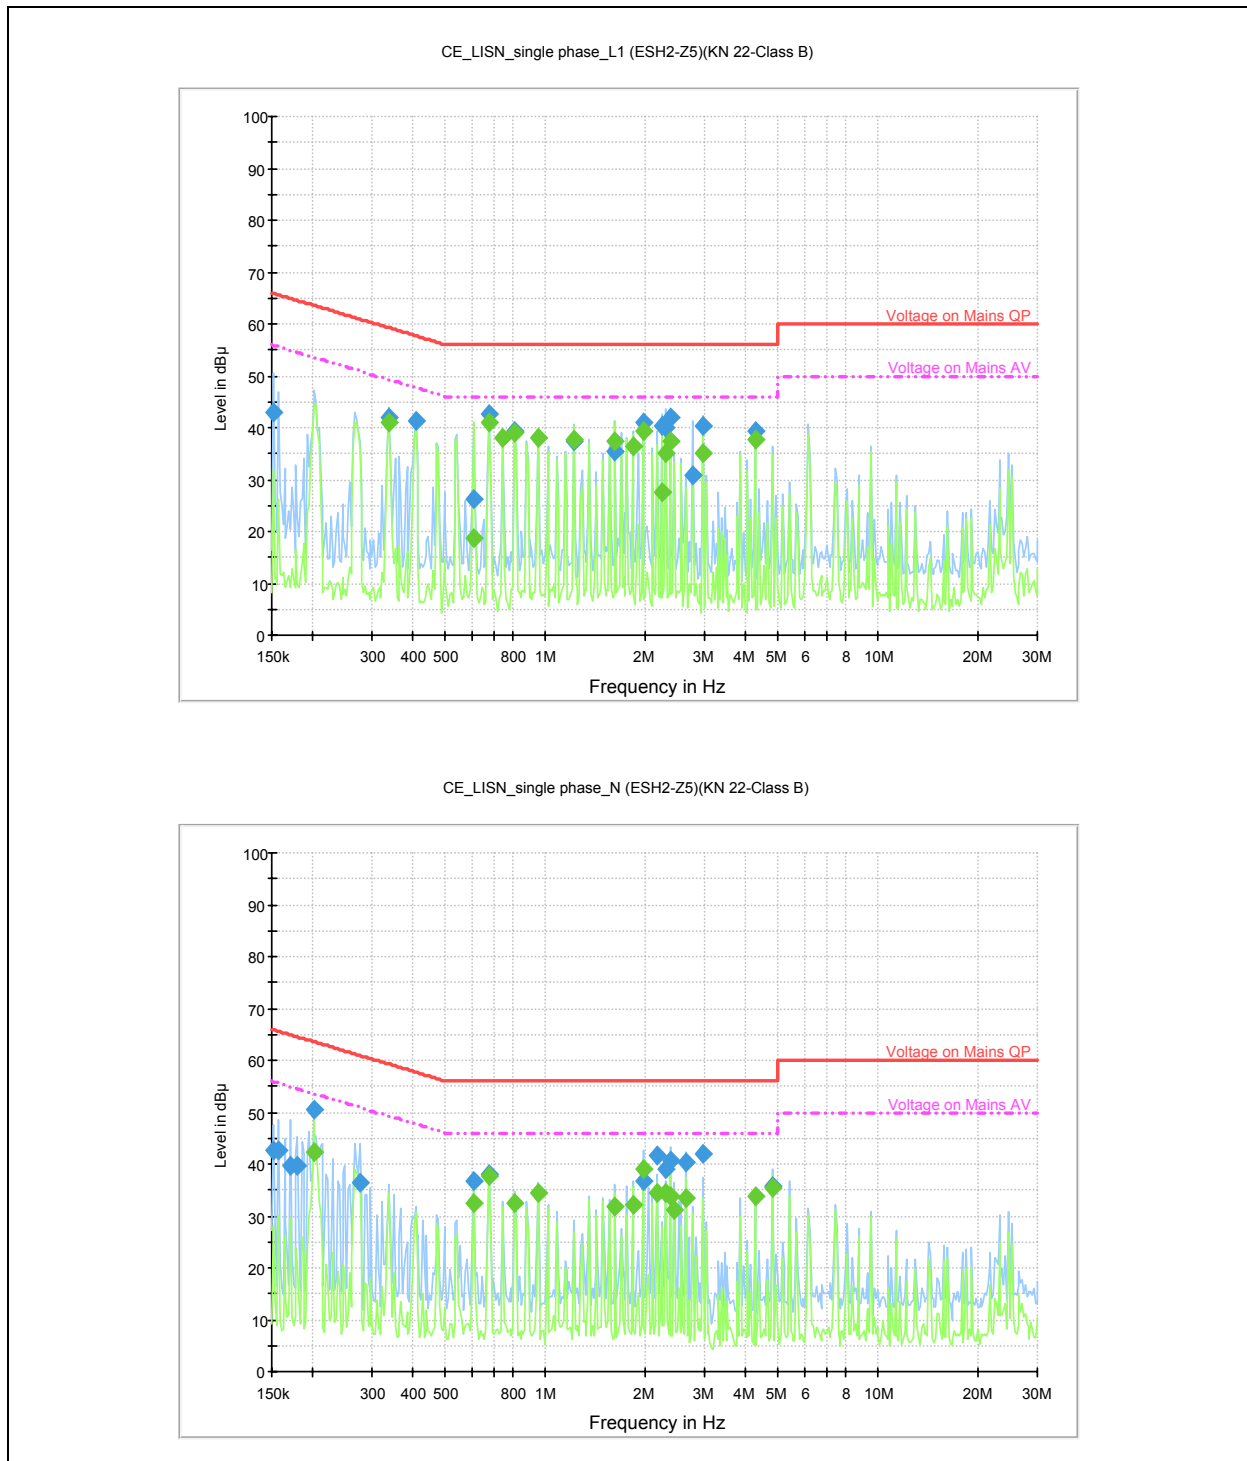 CE_LISN_single phase_L1 (ESH2-Z5)(KN 22-Class B)
100
90
80
70
60
50
40
30
20
10
0
Level in dBµ
Voltage on Mains QP
Voltage on Mains AV
150k 300 400 500 800 1M 2M 3M 4M 5M 6 8 10M 20M 30M
Frequency in Hz
CE_LISN_single phase_N (ESH2-Z5)(KN 22-Class B)
100
90
80
70
60
50
40
30
20
10
0
Level in dBµ
Voltage on Mains QP
Voltage on Mains AV
150k 300 400 500 800 1M 2M 3M 4M 5M 6 8 10M 20M 30M
Frequency in Hz